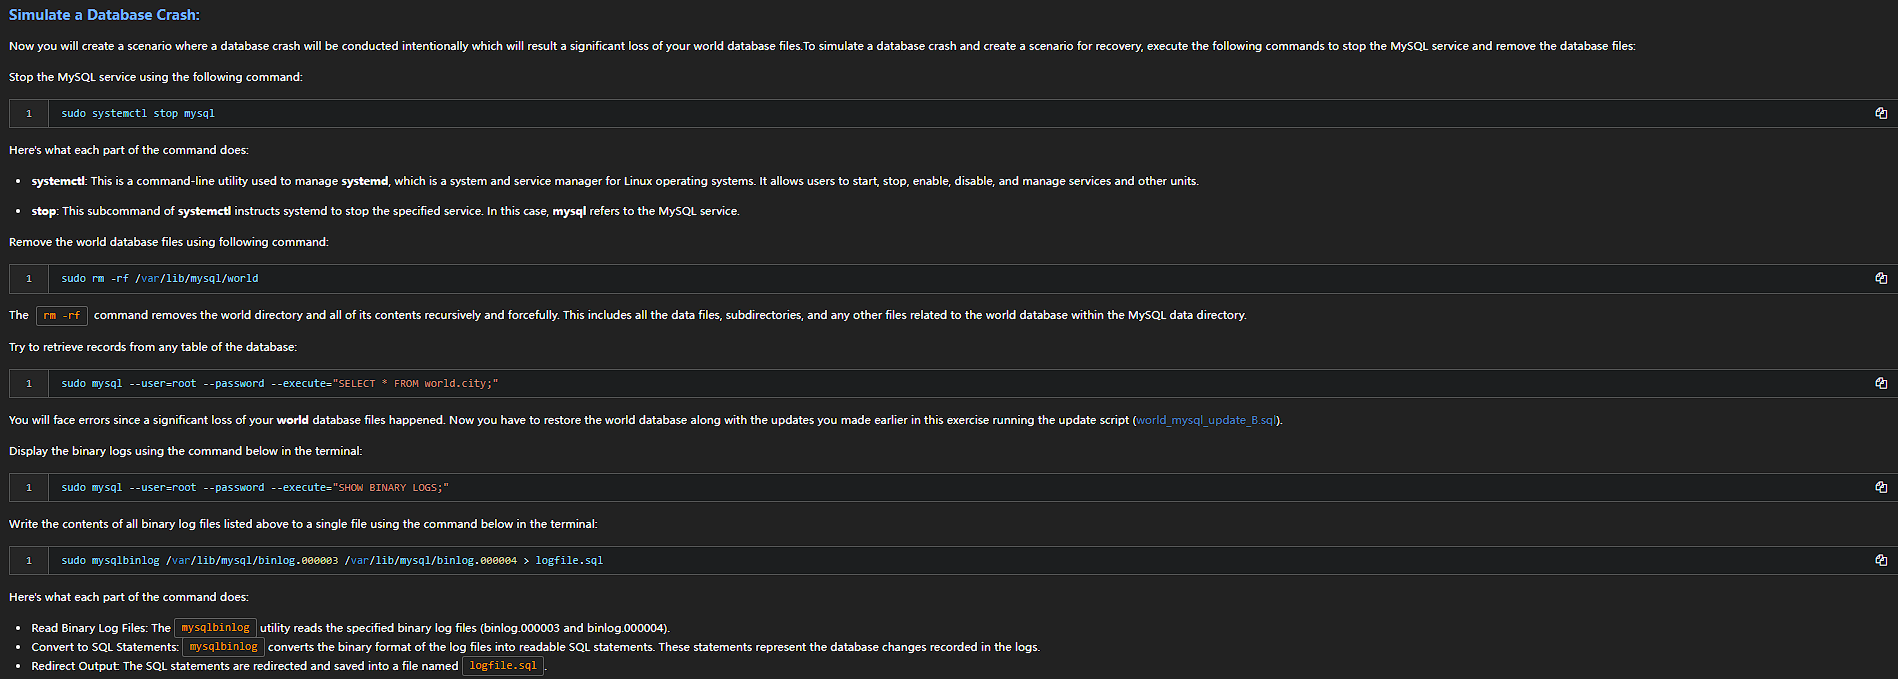 Simulate a Database Crash:
Now you will create a scenario where a database crash will be conducted intentionally which will result a significant loss of your world database files.To simulate a database crash and create a scenario for recovery, execute the following commands to stop the MySQL service and remove the database files:
Stop the MySQL service using the following command:
1 sudo systemctl stop mysql
Here's what each part of the command does:
• systemctl: This is a command-line utility used to manage systemd, which is a system and service manager for Linux operating systems. It allows users to start, stop, enable, disable, and manage services and other units.
• stop: This subcommand of systemctl instructs systemd to stop the specified service. In this case, mysql refers to the MySQL service.
Remove the world database files using following command:
1 sudo rm -rf /var/lib/mysql/world
The rm -rf command removes the world directory and all of its contents recursively and forcefully. This includes all the data files, subdirectories, and any other files related to the world database within the MySQL data directory.
Try to retrieve records from any table of the database:
1 sudo mysql --user=root --password --execute="SELECT * FROM world.city;"
You will face errors since a significant loss of your world database files happened. Now you have to restore the world database along with the updates you made earlier in this exercise running the update script (world_mysql_update_B.sql).
Display the binary logs using the command below in the terminal:
1 sudo mysql --user=root --password --execute="SHOW BINARY LOGS;"
Write the contents of all binary log files listed above to a single file using the command below in the terminal:
1 sudo mysqlbinlog /var/lib/mysql/binlog.000003 /var/lib/mysql/binlog.000004 > logfile.sql
Here's what each part of the command does:
• Read Binary Log Files: The mysqlbinlog utility reads the specified binary log files (binlog.000003 and binlog.000004).
• Convert to SQL Statements: mysqlbinlog converts the binary format of the log files into readable SQL statements. These statements represent the database changes recorded in the logs.
• Redirect Output: The SQL statements are redirected and saved into a file named logfile.sql.